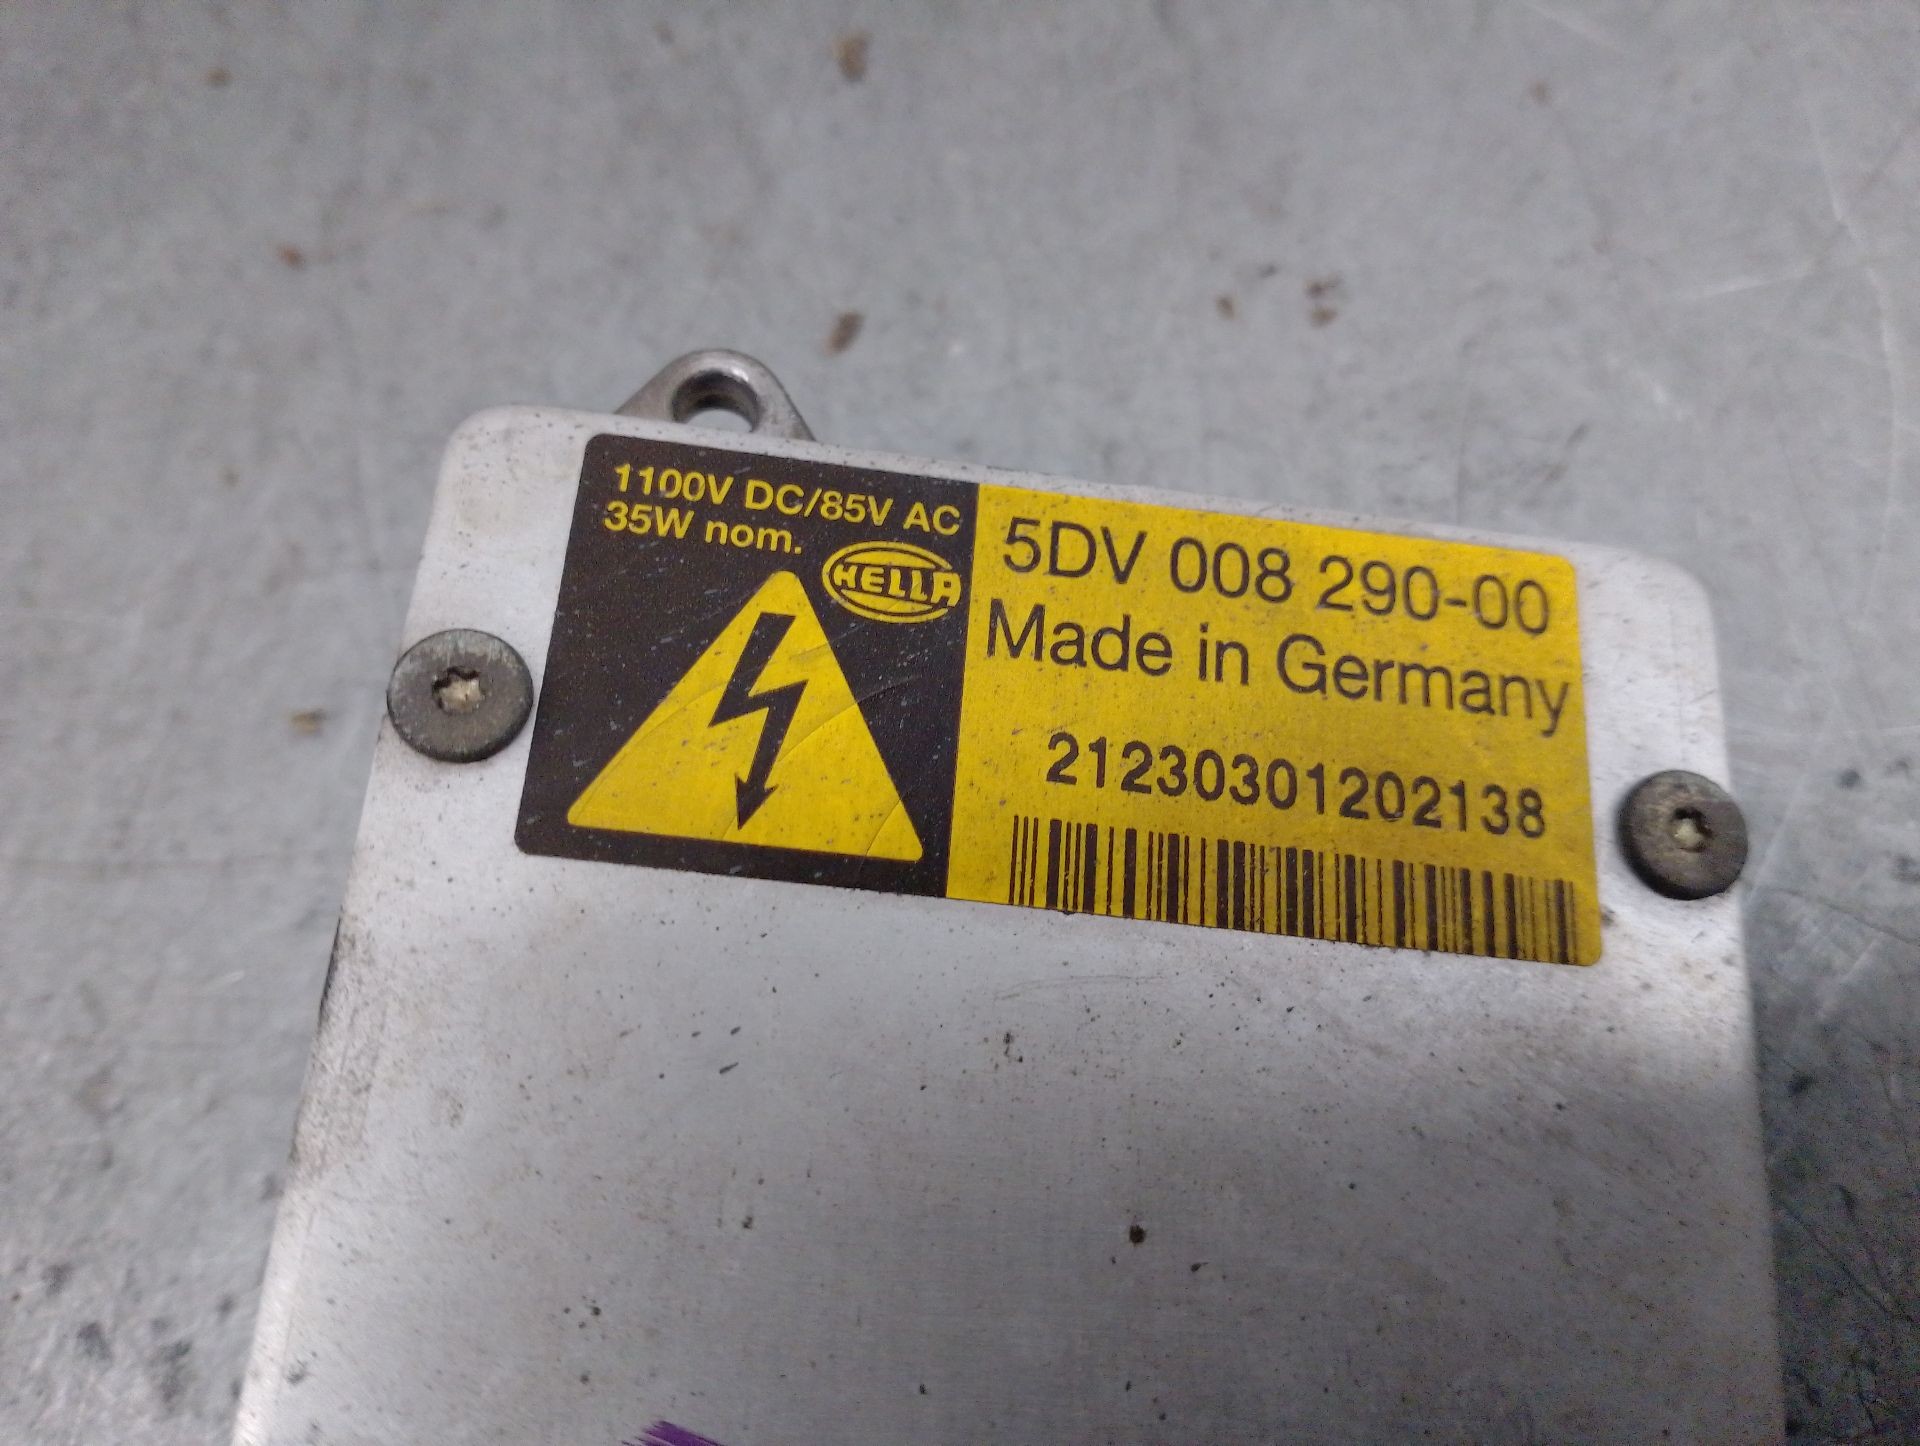 1100V DC/85V AC
35W nom.
HELLA
5DV 008 290-00
Made in Germany
21230301202138